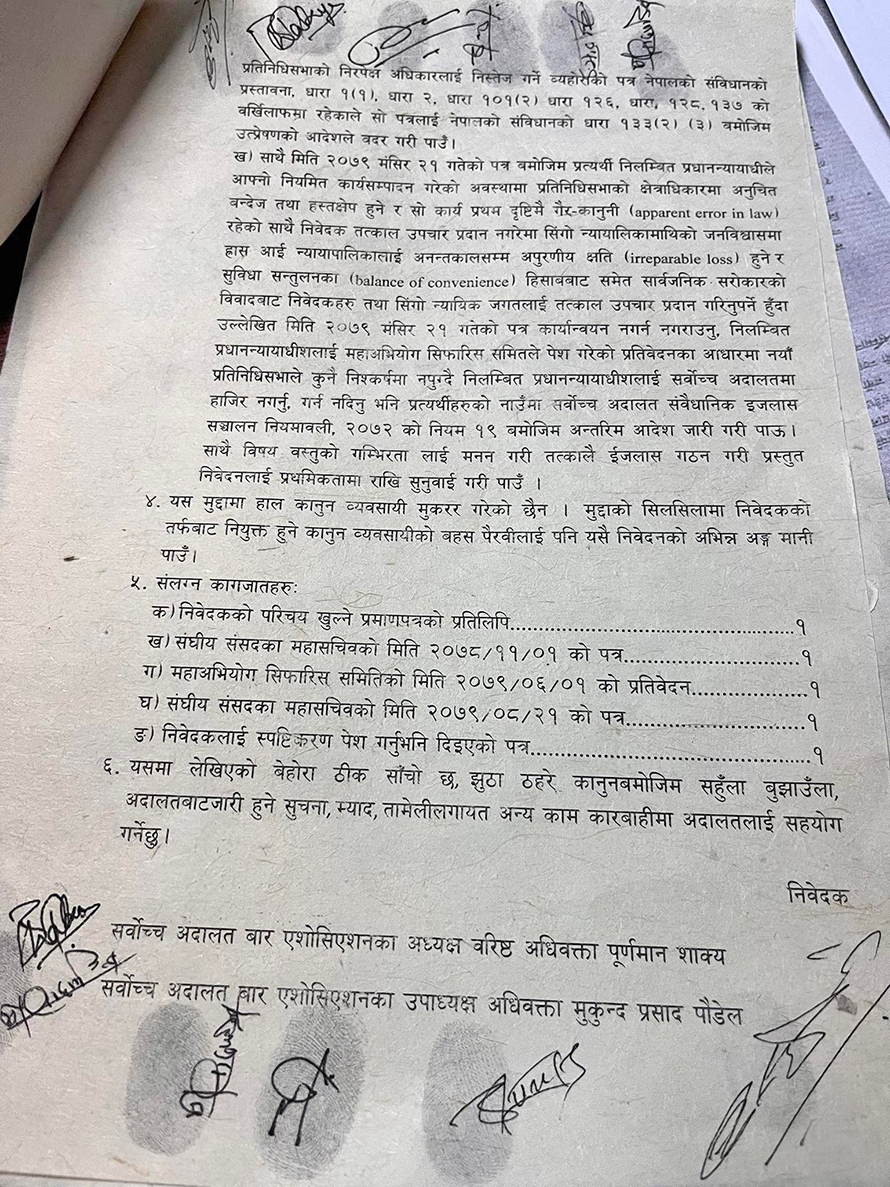 प्रतिनिधिसभाको निरपेक्ष अधिकारलाई निस्तेज गर्ने व्यहोराको पत्र नेपालको संविधानको
प्रस्तावना, धारा १(१), धारा २, धारा १०१(२) धारा १२६, धारा, १२८, १३७ को
बर्खिलाफमा रहेकाले सो पत्रलाई नेपालको संविधानको धारा १३३(२) (३) बमोजिम
उत्प्रेषणको आदेशले वदर गरी पाउँ।
ख) साथै मिति २०७९ मंसिर २१ गतेको पत्र बमोजिम प्रत्यर्थी निलम्बित प्रधानन्यायाधीले
आफ्नो नियमित कार्यसम्पादन गरेको अवस्थामा प्रतिनिधिसभाको क्षेत्राधिकारमा अनुचित
बन्देज तथा हस्तक्षेप हुने र सो कार्य प्रथम दृष्टिमै गैर-कानुनी (apparent error in law)
रहेको साथै निवेदक तत्काल उपचार प्रदान नगरेमा सिंगो न्यायालिकामाथिको जनविश्वासमा
ह्रास आई न्यायापालिकालाई अनन्तकालसम्म अपुरणीय क्षति (irreparable loss) हुने र
सुविधा सन्तुलनका (balance of convenience) हिसाबबाट समेत सार्वजनिक सरोकारको
विवादबाट निवेदकहरु तथा सिंगो न्यायिक जगतलाई तत्काल उपचार प्रदान गरिनुपर्ने हुँदा
उल्लेखित मिति २०७९ मंसिर २१ गतेको पत्र कार्यान्वयन नगर्न नगराउनु, निलम्बित
प्रधानन्यायाधीशलाई महाअभियोग सिफारिस समितले पेश गरेको प्रतिवेदनका आधारमा नयाँ
प्रतिनिधिसभाले कुनै निश्कर्षमा नपुग्दै निलम्बित प्रधानन्यायाधीशलाई सर्वोच्च अदालतमा
हाजिर नगर्नु, गर्न नदिनु भनि प्रत्यर्थीहरुको नाउँमा सर्वोच्च अदालत संवैधानिक इजलास
सञ्चालन नियमावली, २०७२ को नियम १९ बमोजिम अन्तरिम आदेश जारी गरी पाऊ।
साथै विषय वस्तुको गम्भिरता लाई मनन गरी तत्कालै ईजलास गठन गरी प्रस्तुत
निवेदनलाई प्राथमिकतामा राखि सुनुवाई गरी पाउँ ।
४. यस मुद्दामा हाल कानुन व्यवसायी मुकरर गरेको छैन । मुद्दाको सिलसिलामा निवेदकको
तर्फबाट नियुक्त हुने कानुन व्यवसायीको बहस पैरवीलाई पनि यसै निवेदनको अभिन्न अङ्ग मानी
पाउँ।
५. संलग्न कागजातहरु:
क) निवेदकको परिचय खुल्ने प्रमाणपत्रको प्रतिलिपि..........................................१
ख) संघीय संसदका महासचिवको मिति २०७८/११/०१ को पत्र..........................१
ग) महाअभियोग सिफारिस समितिको मिति २०७९/०६/०१ को प्रतिवेदन.................१
घ) संघीय संसदका महासचिवको मिति २०७९/०८/२१ को पत्र..........................१
ङ) निवेदकलाई स्पष्टिकरण पेश गर्नुभनि दिइएको पत्र.........................................१
६. यसमा लेखिएको बेहोरा ठीक साँचो छ, झुठा ठहरे कानुनबमोजिम सहुँला बुझाउँला,
अदालतबाटजारी हुने सुचना, म्याद, तामेलीलगायत अन्य काम कारबाहीमा अदालतलाई सहयोग
गर्नेछु।
निवेदक
सर्वोच्च अदालत बार एशोसिएशनका अध्यक्ष वरिष्ठ अधिवक्ता पूर्णमान शाक्य
सर्वोच्च अदालत बार एशोसिएशनका उपाध्यक्ष अधिवक्ता मुकुन्द प्रसाद पौडेल